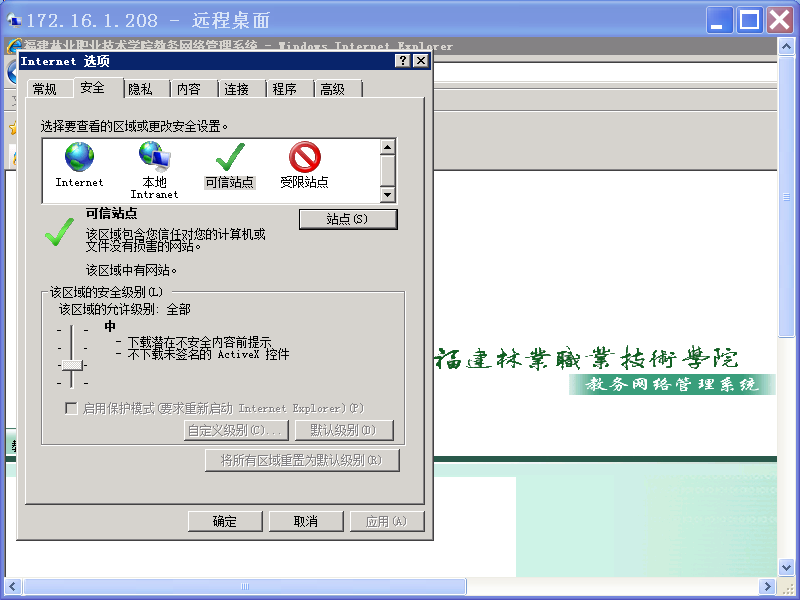 172.16.1.208 - 远程桌面
福建林业职业技术学院教务网络管理系统 - Windows Internet Explorer
Internet 选项
常规 安全 隐私 内容 连接 程序 高级
选择要查看的区域或更改安全设置。
Internet
本地
Intranet
可信站点
受限站点
可信站点
站点(S)
该区域包含您信任对您的计算机或
文件没有损害的网站。
该区域中有网站。
该区域的安全级别(L)
该区域的允许级别: 全部
中
- 下载潜在不安全内容前提示
- 不下载未签名的 ActiveX 控件
启用保护模式(要求重新启动 Internet Explorer)(P)
自定义级别(C)... 默认级别(D)
将所有区域重置为默认级别(R)
确定 取消 应用(A)
福建林業職業技術學院
教务网络管理系统